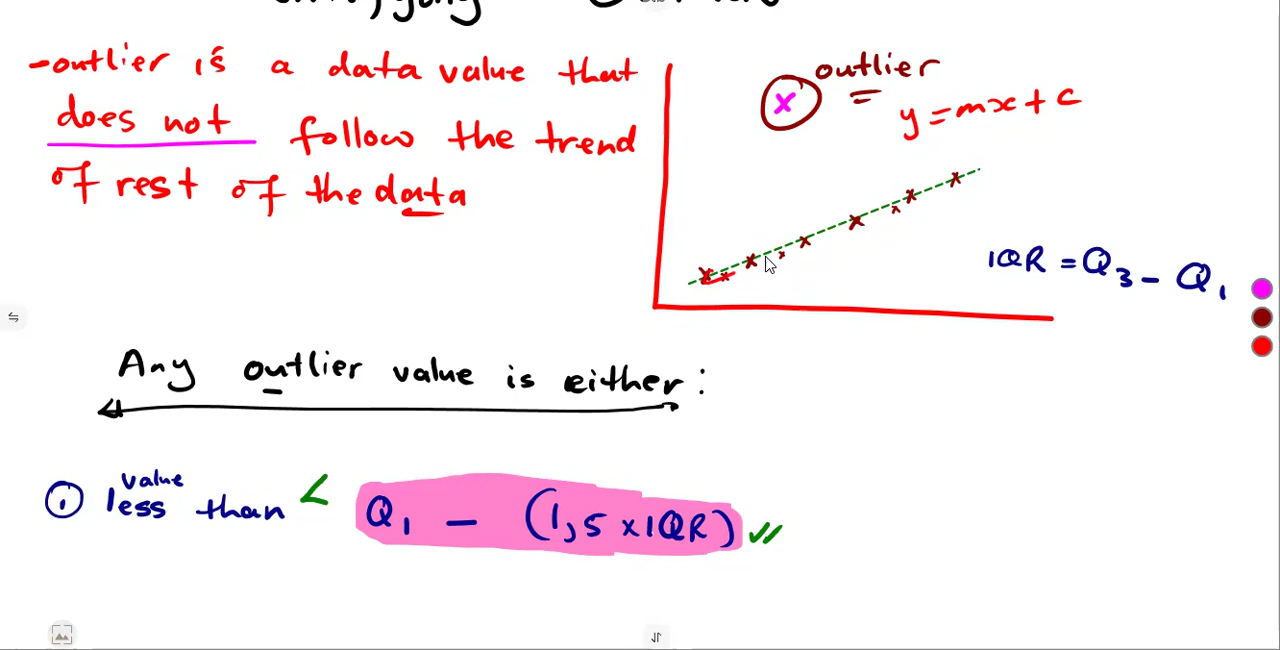 -outlier is a data value that
does not follow the trend
of rest of the data
outlier
y = mx + c
IQR = Q3 - Q1
Any outlier value is either:
① value less than < Q1 - (1,5 x IQR)